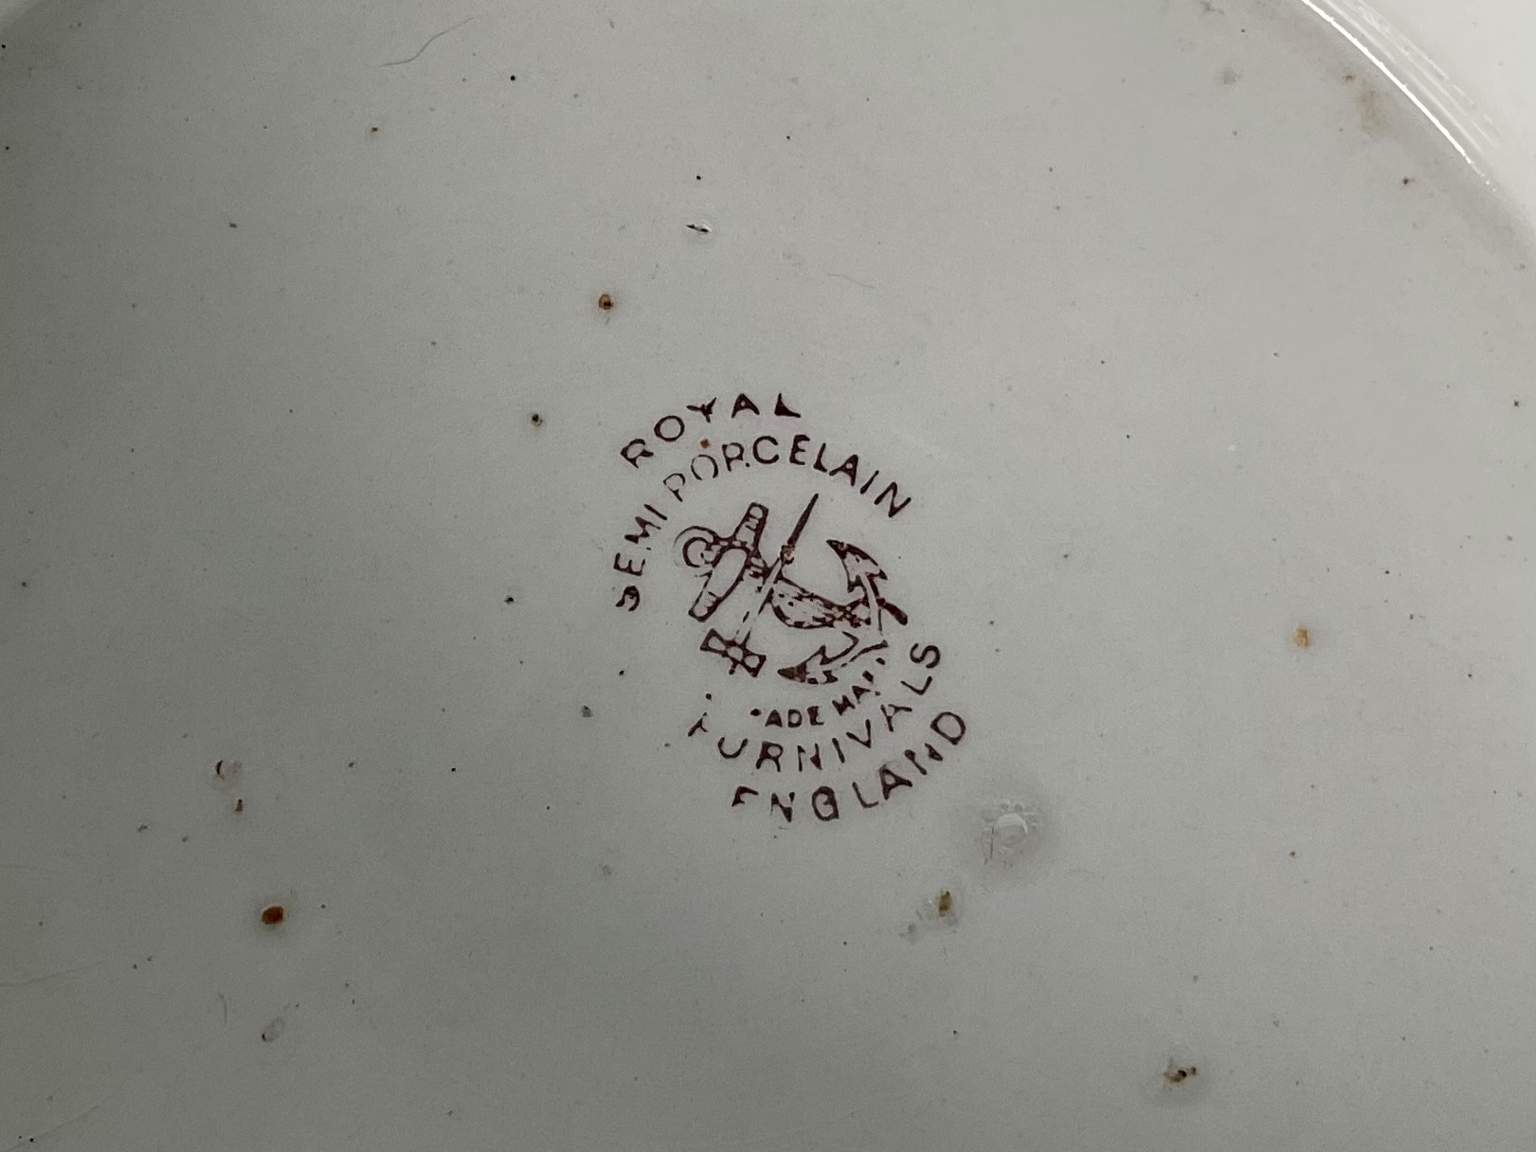 ROYAL
SEMI PORCELAIN
FURNIVALS
ENGLAND